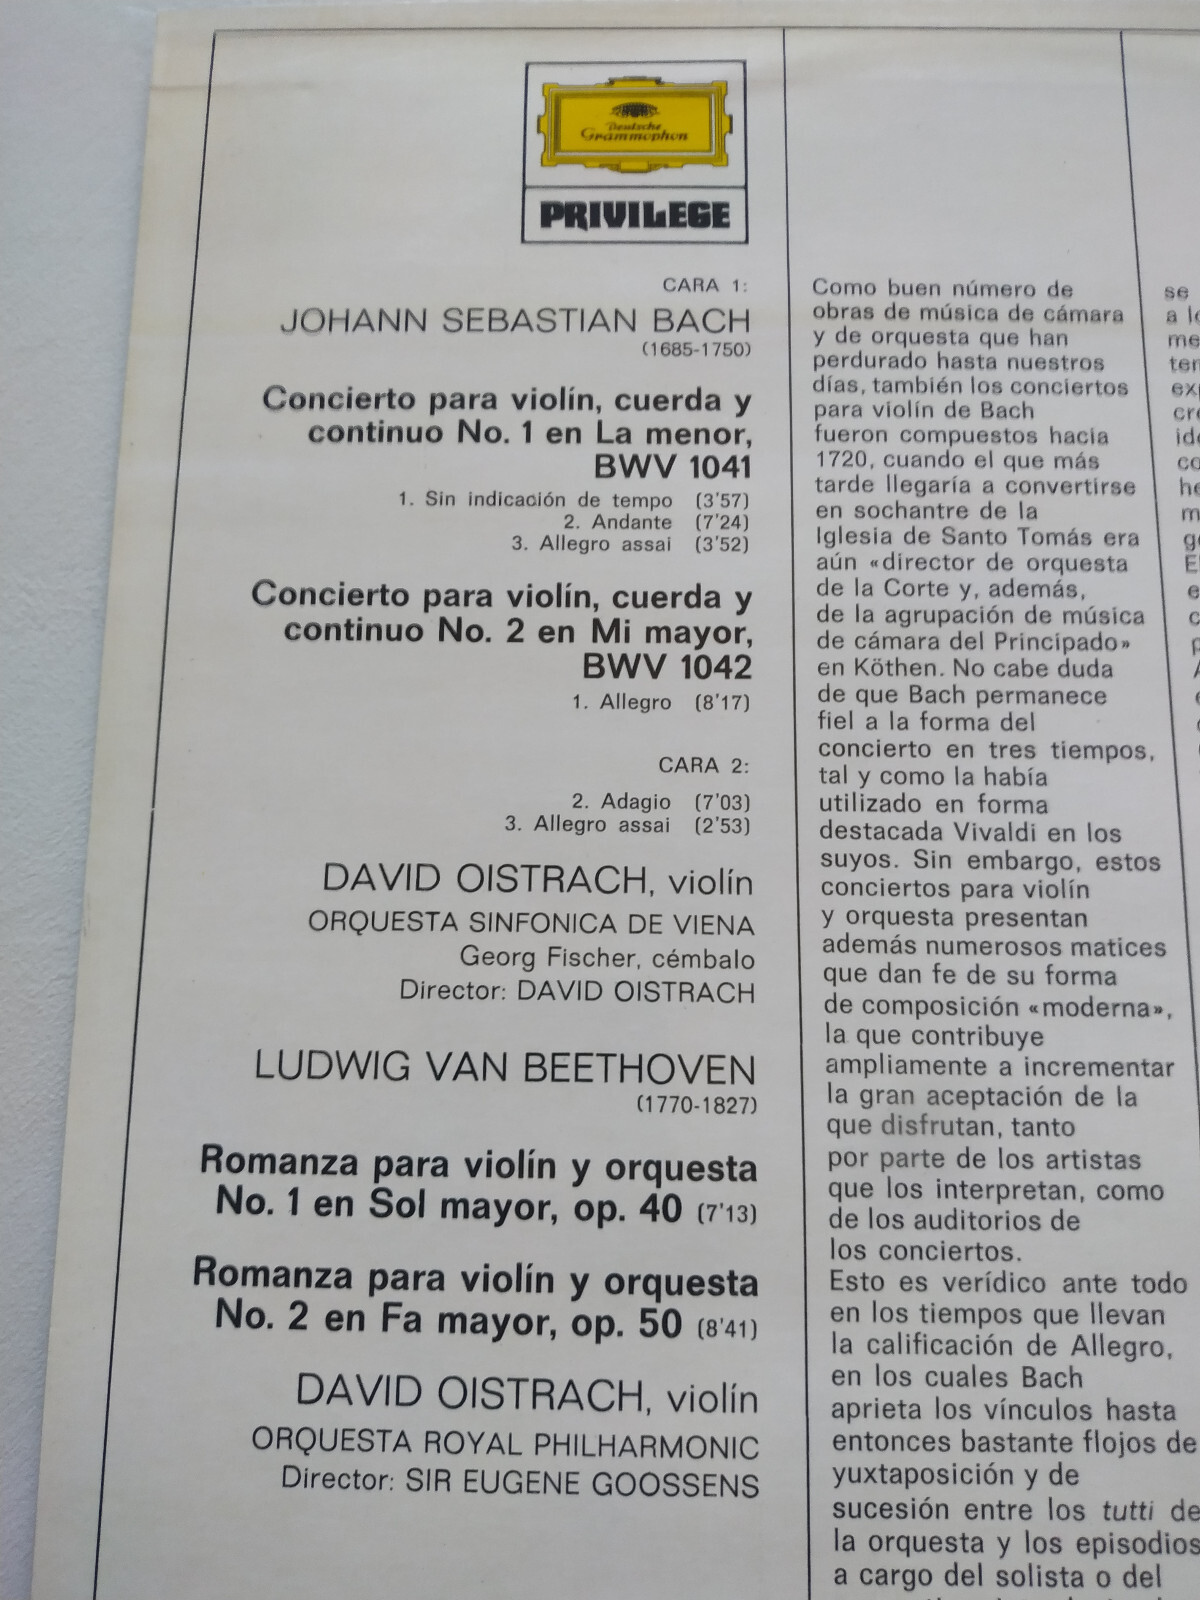 Deutsche
Grammophon
PRIVILEGE
CARA 1:
JOHANN SEBASTIAN BACH
(1685-1750)
Concierto para violín, cuerda y
continuo No. 1 en La menor,
BWV 1041
1. Sin indicación de tempo (3'57)
2. Andante (7'24)
3. Allegro assai (3'52)
Concierto para violín, cuerda y
continuo No. 2 en Mi mayor,
BWV 1042
1. Allegro (8'17)
CARA 2:
2. Adagio (7'03)
3. Allegro assai (2'53)
DAVID OISTRACH, violín
ORQUESTA SINFONICA DE VIENA
Georg Fischer, cémbalo
Director: DAVID OISTRACH
LUDWIG VAN BEETHOVEN
(1770-1827)
Romanza para violín y orquesta
No. 1 en Sol mayor, op. 40 (7'13)
Romanza para violín y orquesta
No. 2 en Fa mayor, op. 50 (8'41)
DAVID OISTRACH, violín
ORQUESTA ROYAL PHILHARMONIC
Director: SIR EUGENE GOOSSENS
Como buen número de
obras de música de cámara
y de orquesta que han
perdurado hasta nuestros
días, también los conciertos
para violín de Bach
fueron compuestos hacia
1720, cuando el que más
tarde llegaría a convertirse
en sochantre de la
Iglesia de Santo Tomás era
aún «director de orquesta
de la Corte y, además,
de la agrupación de música
de cámara del Principado»
en Köthen. No cabe duda
de que Bach permanece
fiel a la forma del
concierto en tres tiempos,
tal y como la había
utilizado en forma
destacada Vivaldi en los
suyos. Sin embargo, estos
conciertos para violín
y orquesta presentan
además numerosos matices
que dan fe de su forma
de composición «moderna»,
la que contribuye
ampliamente a incrementar
la gran aceptación de la
que disfrutan, tanto
por parte de los artistas
que los interpretan, como
de los auditorios de
los conciertos.
Esto es verídico ante todo
en los tiempos que llevan
la calificación de Allegro,
en los cuales Bach
aprieta los vínculos hasta
entonces bastante flojos de
yuxtaposición y de
sucesión entre los tutti de
la orquesta y los episodios
a cargo del solista o del
se